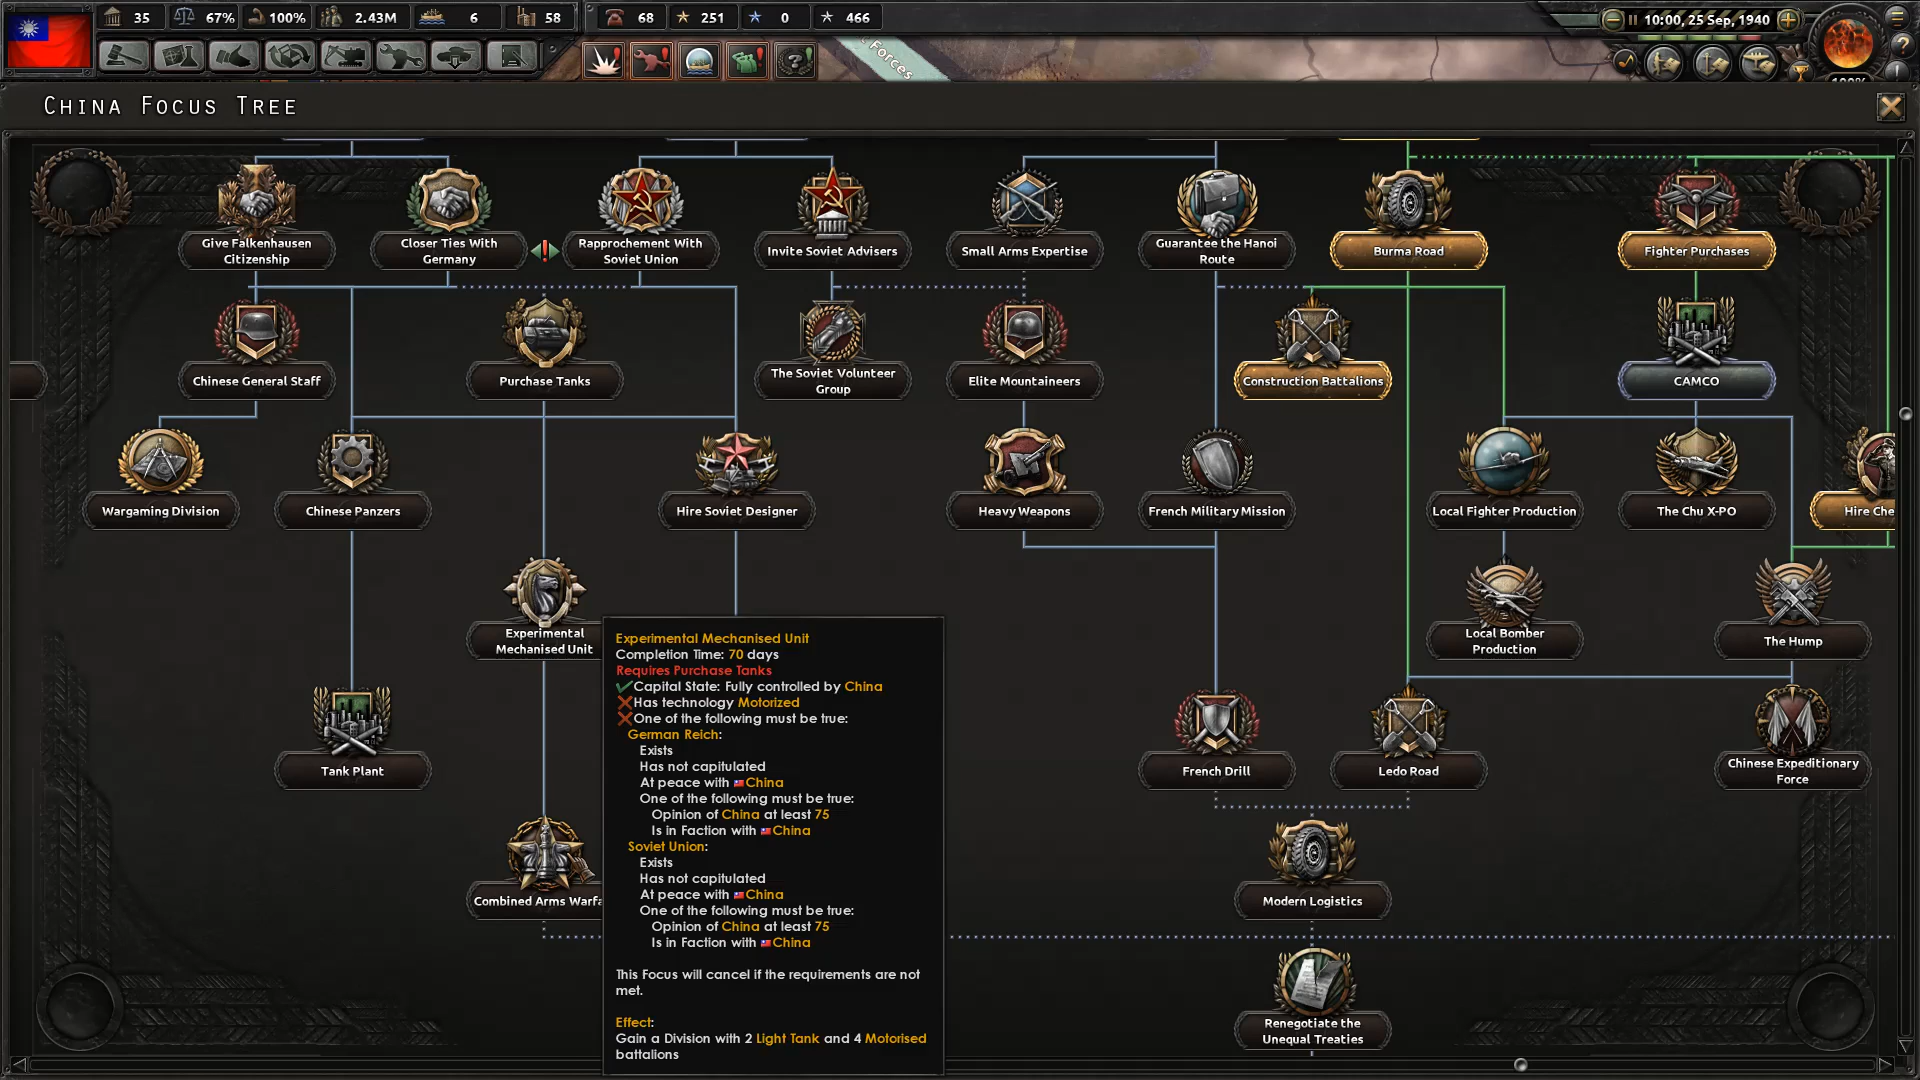 35 67% 100% 2.43M 6 58 68 251 0 466
10:00, 25 Sep, 1940
100%
Forces
China Focus Tree
Give Falkenhausen
Citizenship
Closer Ties With
Germany
Rapprochement With
Soviet Union
Invite Soviet Advisers
Small Arms Expertise
Guarantee the Hanoi
Route
Burma Road
Fighter Purchases
Chinese General Staff
Purchase Tanks
The Soviet Volunteer
Group
Elite Mountaineers
Construction Battalions
CAMCO
Wargaming Division
Chinese Panzers
Hire Soviet Designer
Heavy Weapons
French Military Mission
Local Fighter Production
The Chu X-PO
Hire Che
Experimental
Mechanised Unit
Local Bomber
Production
The Hump
Tank Plant
French Drill
Ledo Road
Chinese Expeditionary
Force
Combined Arms Warfa
Modern Logistics
Renegotiate the
Unequal Treaties
Experimental Mechanised Unit
Completion Time: 70 days
Requires Purchase Tanks
Capital State: Fully controlled by China
Has technology Motorized
One of the following must be true:
German Reich:
Exists
Has not capitulated
At peace with China
One of the following must be true:
Opinion of China at least 75
Is in Faction with China
Soviet Union:
Exists
Has not capitulated
At peace with China
One of the following must be true:
Opinion of China at least 75
Is in Faction with China
This Focus will cancel if the requirements are not
met.
Effect:
Gain a Division with 2 Light Tank and 4 Motorised
battalions